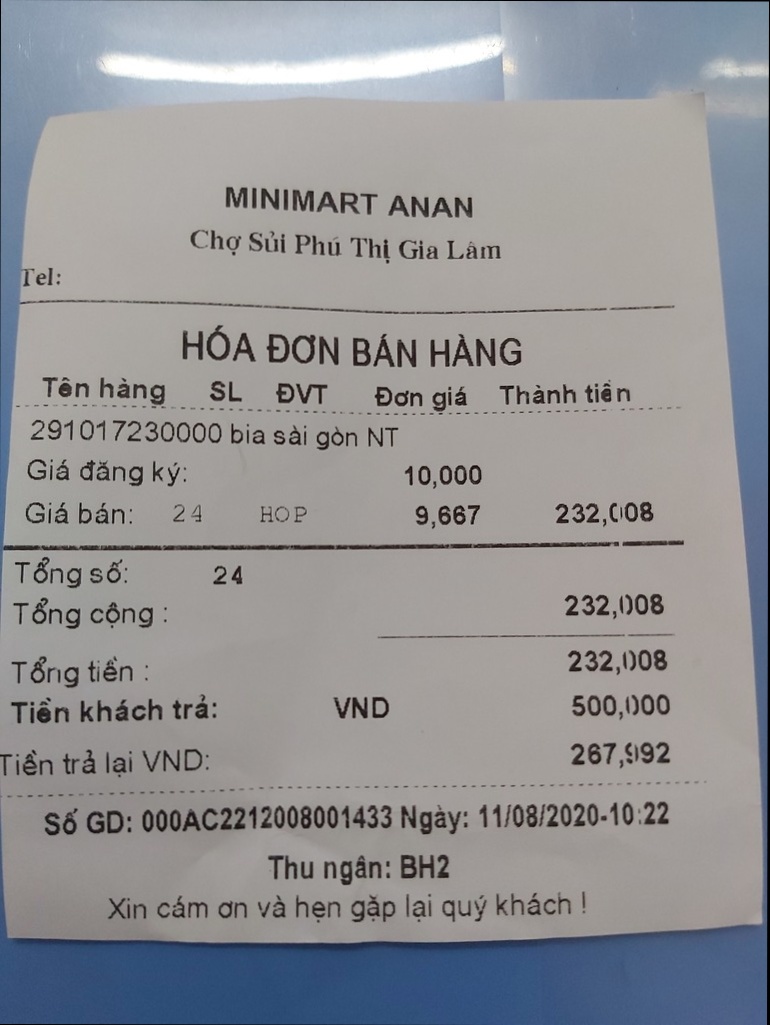 MINIMART ANAN
Chợ Sủi Phú Thị Gia Lâm
Tel:
HÓA ĐƠN BÁN HÀNG
Tên hàng SL ĐVT Đơn giá Thành tiền
291017230000 bia sài gòn NT
Giá đăng ký: 10,000
Giá bán: 24 HOP 9,667 232,008
Tổng số: 24
Tổng cộng : 232,008
Tổng tiền : 232,008
Tiền khách trả: VND 500,000
Tiền trả lại VND: 267,992
Số GD: 000AC2212008001433 Ngày: 11/08/2020-10:22
Thu ngân: BH2
Xin cám ơn và hẹn gặp lại quý khách !